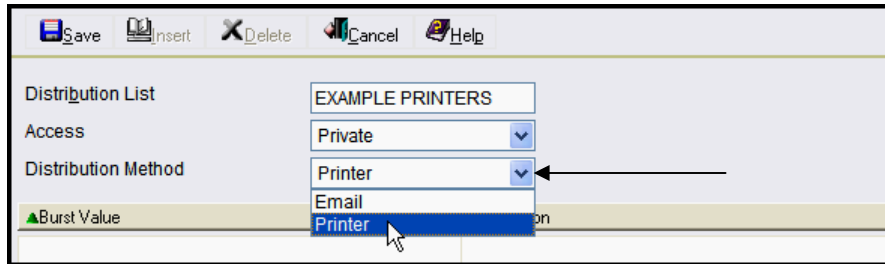 Save Insert Delete Cancel Help
Distribution List EXAMPLE PRINTERS
Access Private
Distribution Method Printer
Email
Burst Value
Printer